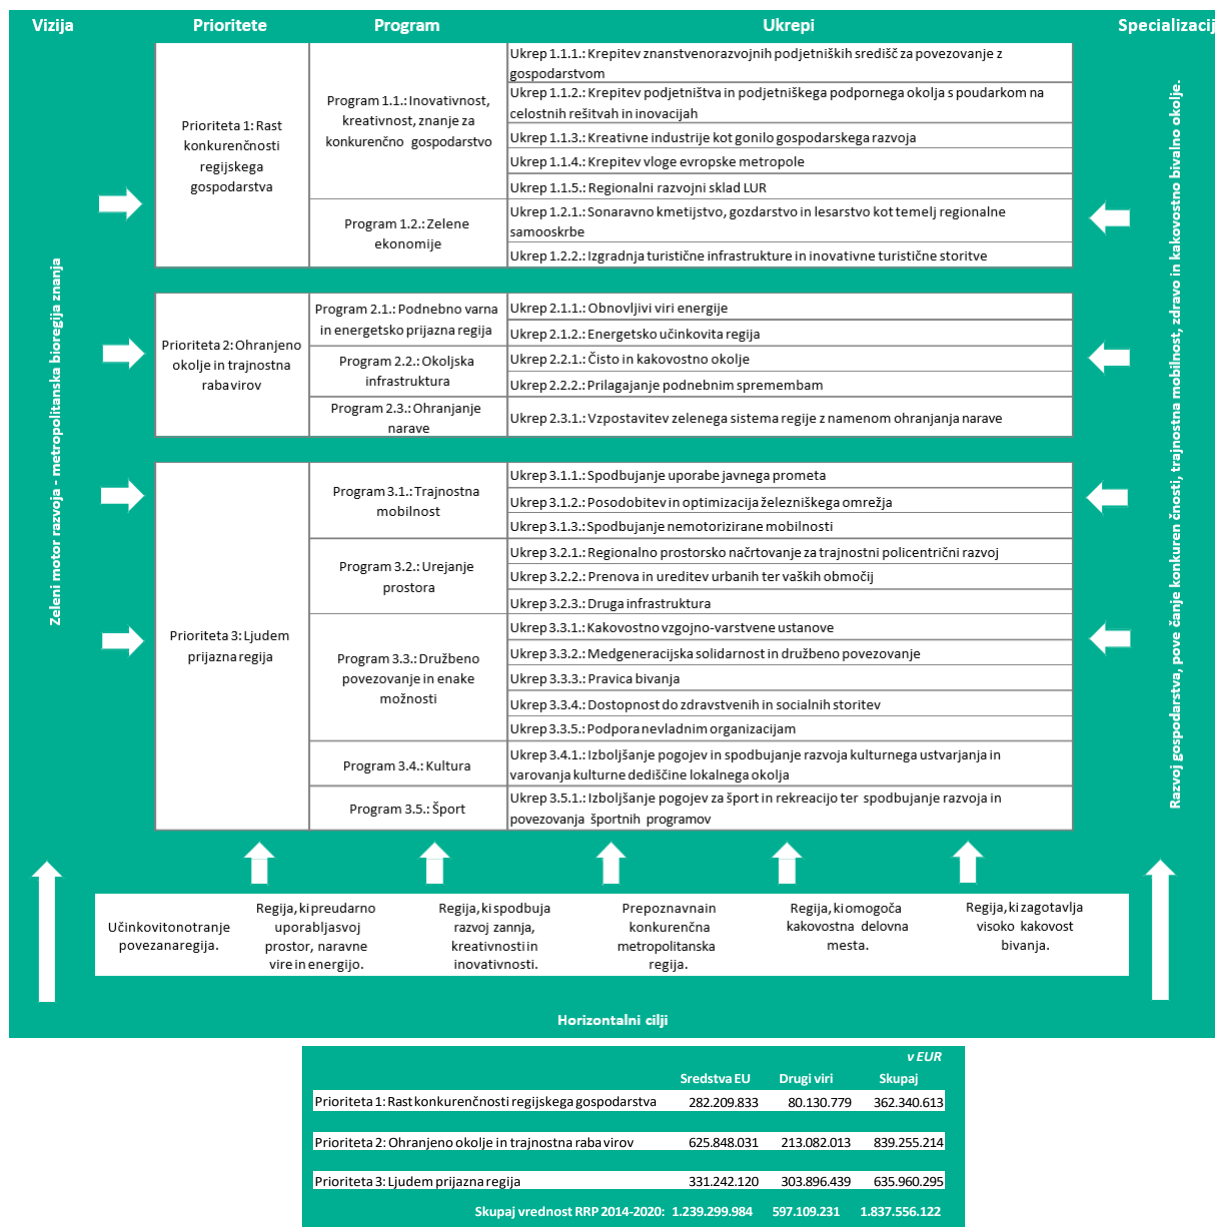 Vizija
Prioritete
Program
Ukrepi
Specializacij
Zeleni motor razvoja - metropolitanska bioregija znanja
Prioriteta 1: Rast
konkurenčnosti
regijskega
gospodarstva
Program 1.1.: Inovativnost,
kreativnost, znanje za
konkurenčno gospodarstvo
Ukrep 1.1.1.: Krepitev znanstvenorazvojnih podjetniških središč za povezovanje z
gospodarstvom
Ukrep 1.1.2.: Krepitev podjetništva in podjetniškega podpornega okolja s poudarkom na
celostnih rešitvah in inovacijah
Ukrep 1.1.3.: Kreativne industrije kot gonilo gospodarskega razvoja
Ukrep 1.1.4.: Krepitev vloge evropske metropole
Ukrep 1.1.5.: Regionalni razvojni sklad LUR
Program 1.2.: Zelene
ekonomije
Ukrep 1.2.1.: Sonaravno kmetijstvo, gozdarstvo in lesarstvo kot temelj regionalne
samooskrbe
Ukrep 1.2.2.: Izgradnja turistične infrastrukture in inovativne turistične storitve
Prioriteta 2: Ohranjeno
okolje in trajnostna
raba virov
Program 2.1.: Podnebno varna
in energetsko prijazna regija
Ukrep 2.1.1.: Obnovljivi viri energije
Ukrep 2.1.2.: Energetsko učinkovita regija
Program 2.2.: Okoljska
infrastruktura
Ukrep 2.2.1.: Čisto in kakovostno okolje
Ukrep 2.2.2.: Prilagajanje podnebnim spremembam
Program 2.3.: Ohranjanje
narave
Ukrep 2.3.1.: Vzpostavitev zelenega sistema regije z namenom ohranjanja narave
Prioriteta 3: Ljudem
prijazna regija
Program 3.1.: Trajnostna
mobilnost
Ukrep 3.1.1.: Spodbujanje uporabe javnega prometa
Ukrep 3.1.2.: Posodobitev in optimizacija železniškega omrežja
Ukrep 3.1.3.: Spodbujanje nemotorizirane mobilnosti
Program 3.2.: Urejanje
prostora
Ukrep 3.2.1.: Regionalno prostorsko načrtovanje za trajnostni policentrični razvoj
Ukrep 3.2.2.: Prenova in ureditev urbanih ter vaških območij
Ukrep 3.2.3.: Druga infrastruktura
Program 3.3.: Družbeno
povezovanje in enake
možnosti
Ukrep 3.3.1.: Kakovostno vzgojno-varstvene ustanove
Ukrep 3.3.2.: Medgeneracijska solidarnost in družbeno povezovanje
Ukrep 3.3.3.: Pravica bivanja
Ukrep 3.3.4.: Dostopnost do zdravstvenih in socialnih storitev
Ukrep 3.3.5.: Podpora nevladnim organizacijam
Program 3.4.: Kultura
Ukrep 3.4.1.: Izboljšanje pogojev in spodbujanje razvoja kulturnega ustvarjanja in
varovanja kulturne dediščine lokalnega okolja
Program 3.5.: Šport
Ukrep 3.5.1.: Izboljšanje pogojev za šport in rekreacijo ter spodbujanje razvoja in
povezovanja športnih programov
Razvoj gospodarstva, pove čanje konkuren čnosti, trajnostna mobilnost, zdravo in kakovostno bivalno okolje.
Učinkovito notranje
povezana regija.
Regija, ki preudarno
uporablja svoj
prostor, naravne
vire in energijo.
Regija, ki spodbuja
razvoj zannja,
kreativnosti in
inovativnosti.
Prepoznavna in
konkurenčna
metropolitanska
regija.
Regija, ki omogoča
kakovostna delovna
mesta.
Regija, ki zagotavlja
visoko kakovost
bivanja.
Horizontalni cilji
v EUR
Sredstva EU Drugi viri Skupaj
Prioriteta 1: Rast konkurenčnosti regijskega gospodarstva 282.209.833 80.130.779 362.340.613
Prioriteta 2: Ohranjeno okolje in trajnostna raba virov 625.848.031 213.082.013 839.255.214
Prioriteta 3: Ljudem prijazna regija 331.242.120 303.896.439 635.960.295
Skupaj vrednost RRP 2014-2020: 1.239.299.984 597.109.231 1.837.556.122